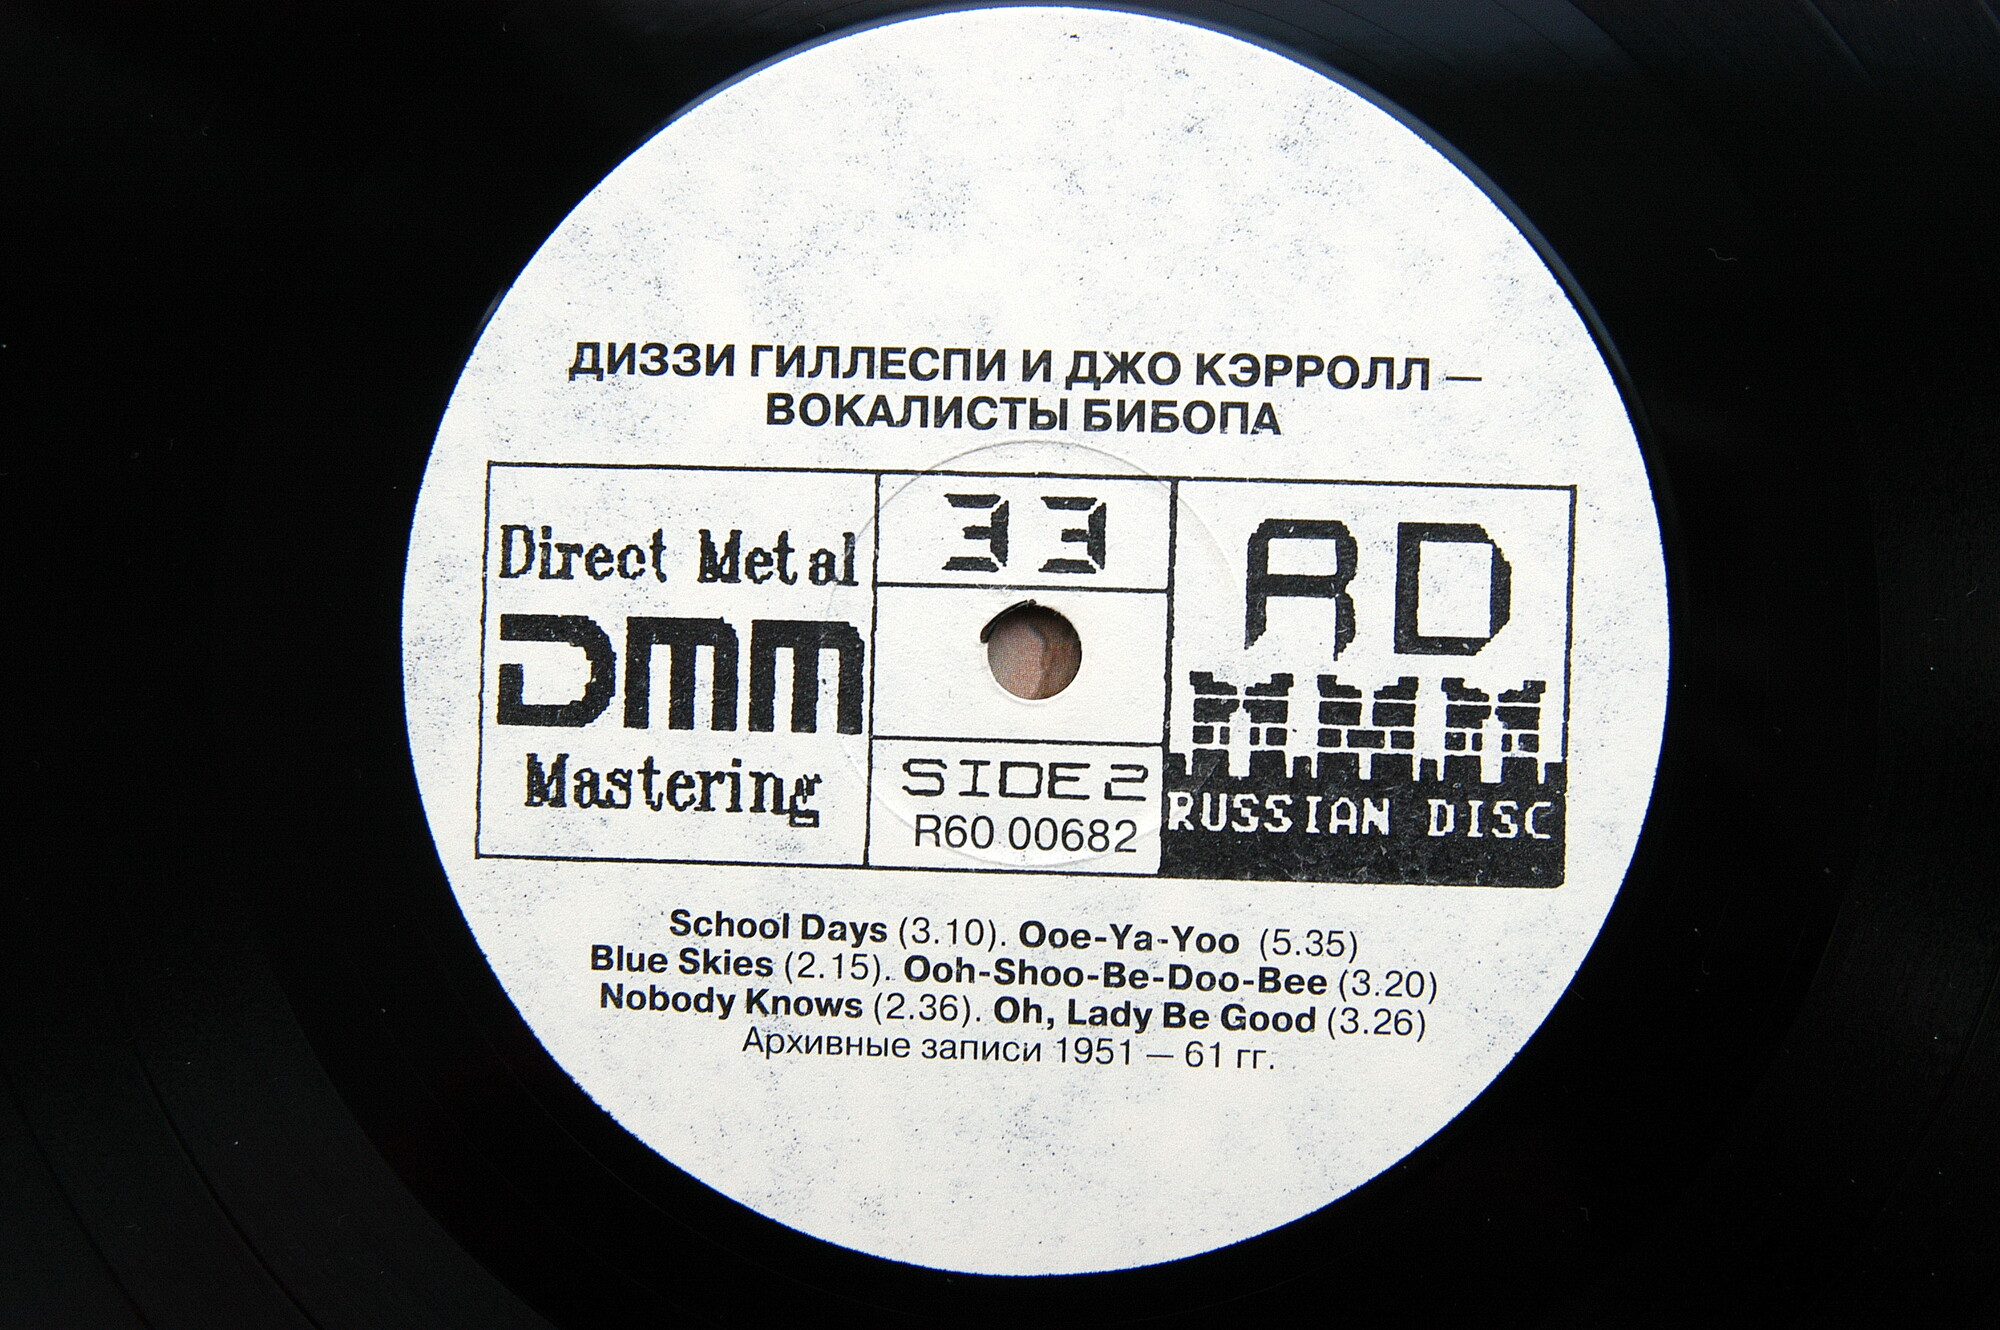 ДИЗЗИ ГИЛЛЕСПИ И ДЖО КЭРРОЛЛ —
ВОКАЛИСТЫ БИБОПА
Direct Metal
DMM
Mastering
33
SIDE 2
R60 00682
RD
RUSSIAN DISC
School Days (3.10). Ooe-Ya-Yoo (5.35)
Blue Skies (2.15). Ooh-Shoo-Be-Doo-Bee (3.20)
Nobody Knows (2.36). Oh, Lady Be Good (3.26)
Архивные записи 1951 — 61 гг.